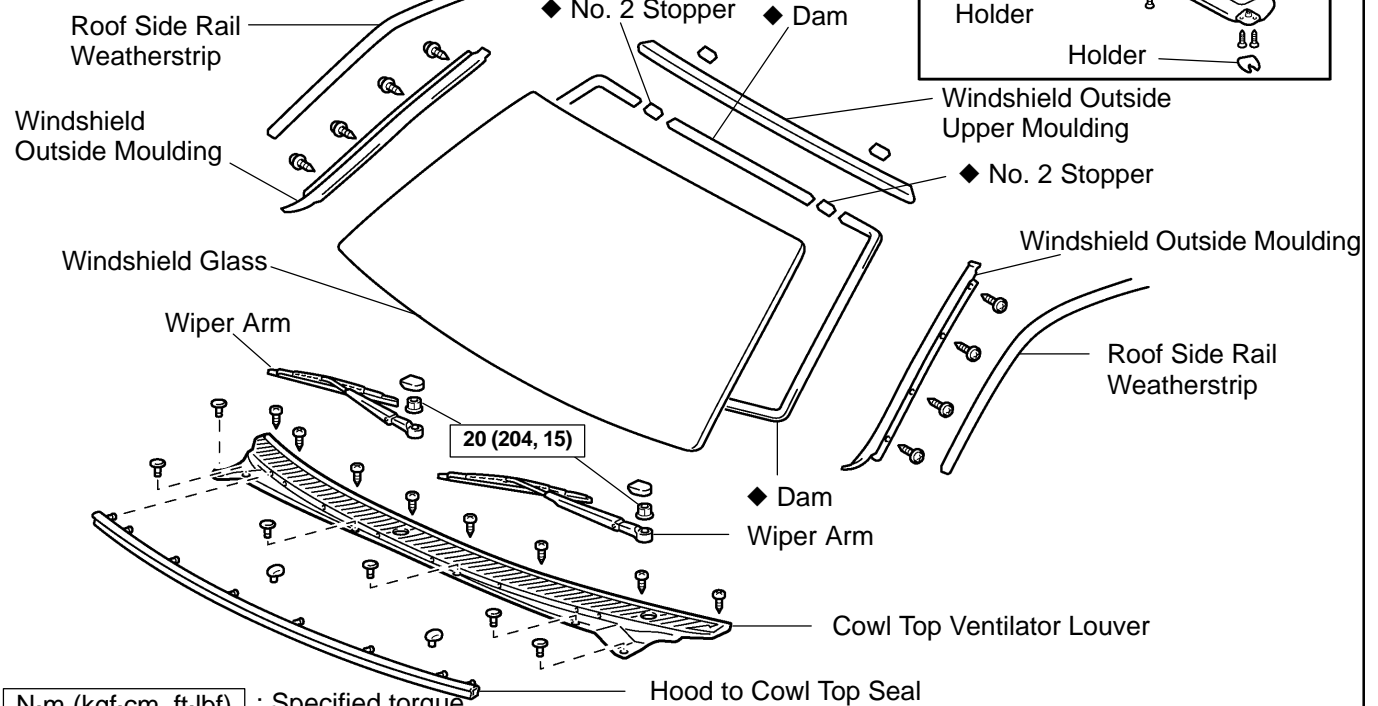 ◆ No. 2 Stopper
◆ Dam
Holder
Roof Side Rail
Weatherstrip
Holder
Windshield Outside
Upper Moulding
Windshield
Outside Moulding
◆ No. 2 Stopper
Windshield Outside Moulding
Windshield Glass
Wiper Arm
Roof Side Rail
Weatherstrip
20 (204, 15)
◆ Dam
Wiper Arm
Cowl Top Ventilator Louver
Hood to Cowl Top Seal
N·m (kgf·cm, ft·lbf) : Specified torque